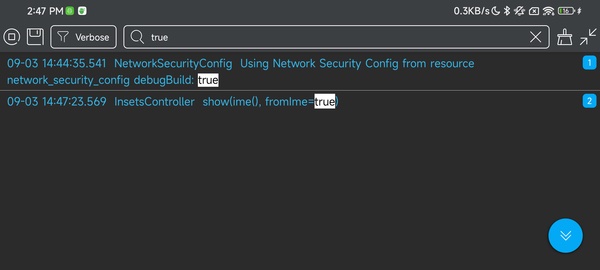 2:47 PM
0.3KB/s
16
Verbose
true
09-03 14:44:35.541 NetworkSecurityConfig Using Network Security Config from resource
network_security_config debugBuild: true
1
09-03 14:47:23.569 InsetsController show(ime(), fromIme=true)
2